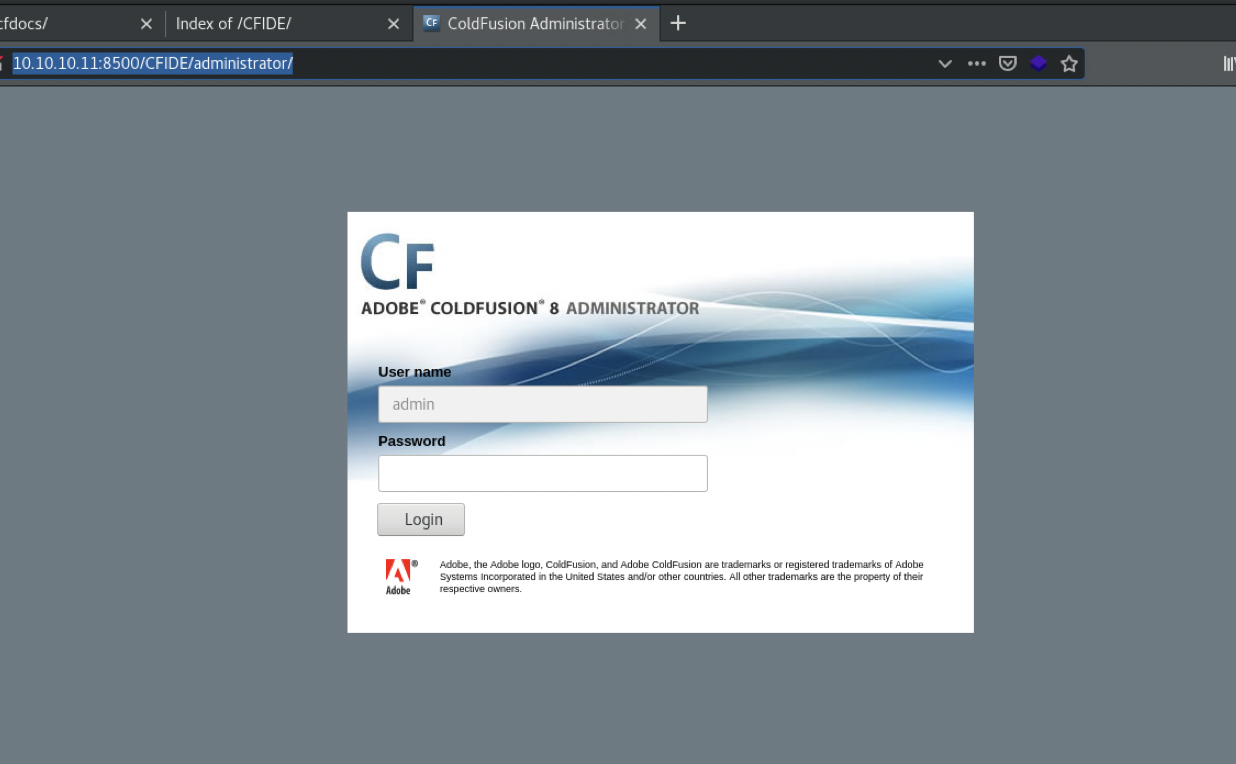 cfdocs/
Index of /CFIDE/
CF ColdFusion Administrator
10.10.10.11:8500/CFIDE/administrator/
CF
ADOBE® COLDFUSION® 8 ADMINISTRATOR
User name
admin
Password
Login
Adobe, the Adobe logo, ColdFusion, and Adobe ColdFusion are trademarks or registered trademarks of Adobe
Systems Incorporated in the United States and/or other countries. All other trademarks are the property of their
respective owners.
®
Adobe